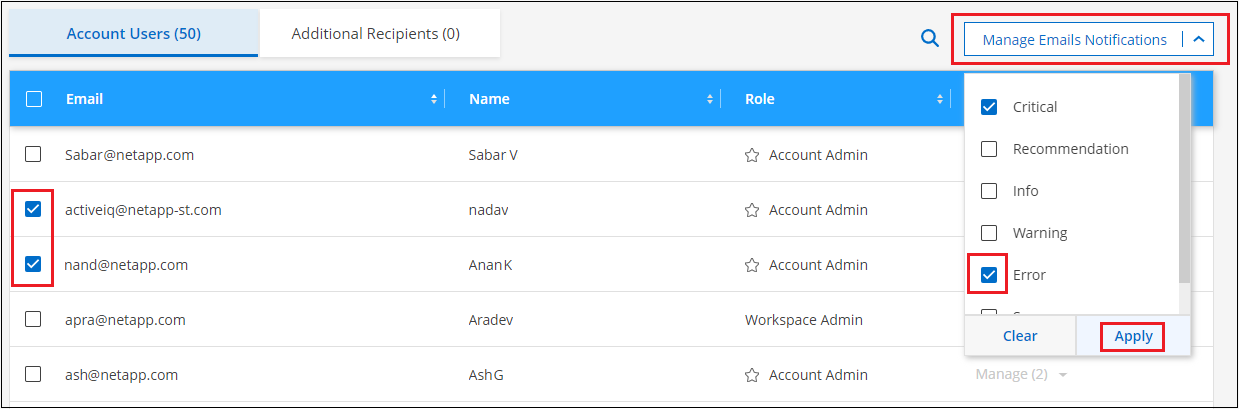 Account Users (50)
Additional Recipients (0)
Manage Emails Notifications
Email
Name
Role
Critical
Recommendation
Info
Warning
Error
Clear
Apply
Sabar@netapp.com
Sabar V
Account Admin
activeiq@netapp-st.com
nadav
Account Admin
nand@netapp.com
AnanK
Account Admin
apra@netapp.com
Aradev
Workspace Admin
ash@netapp.com
AshG
Account Admin
Manage (2)